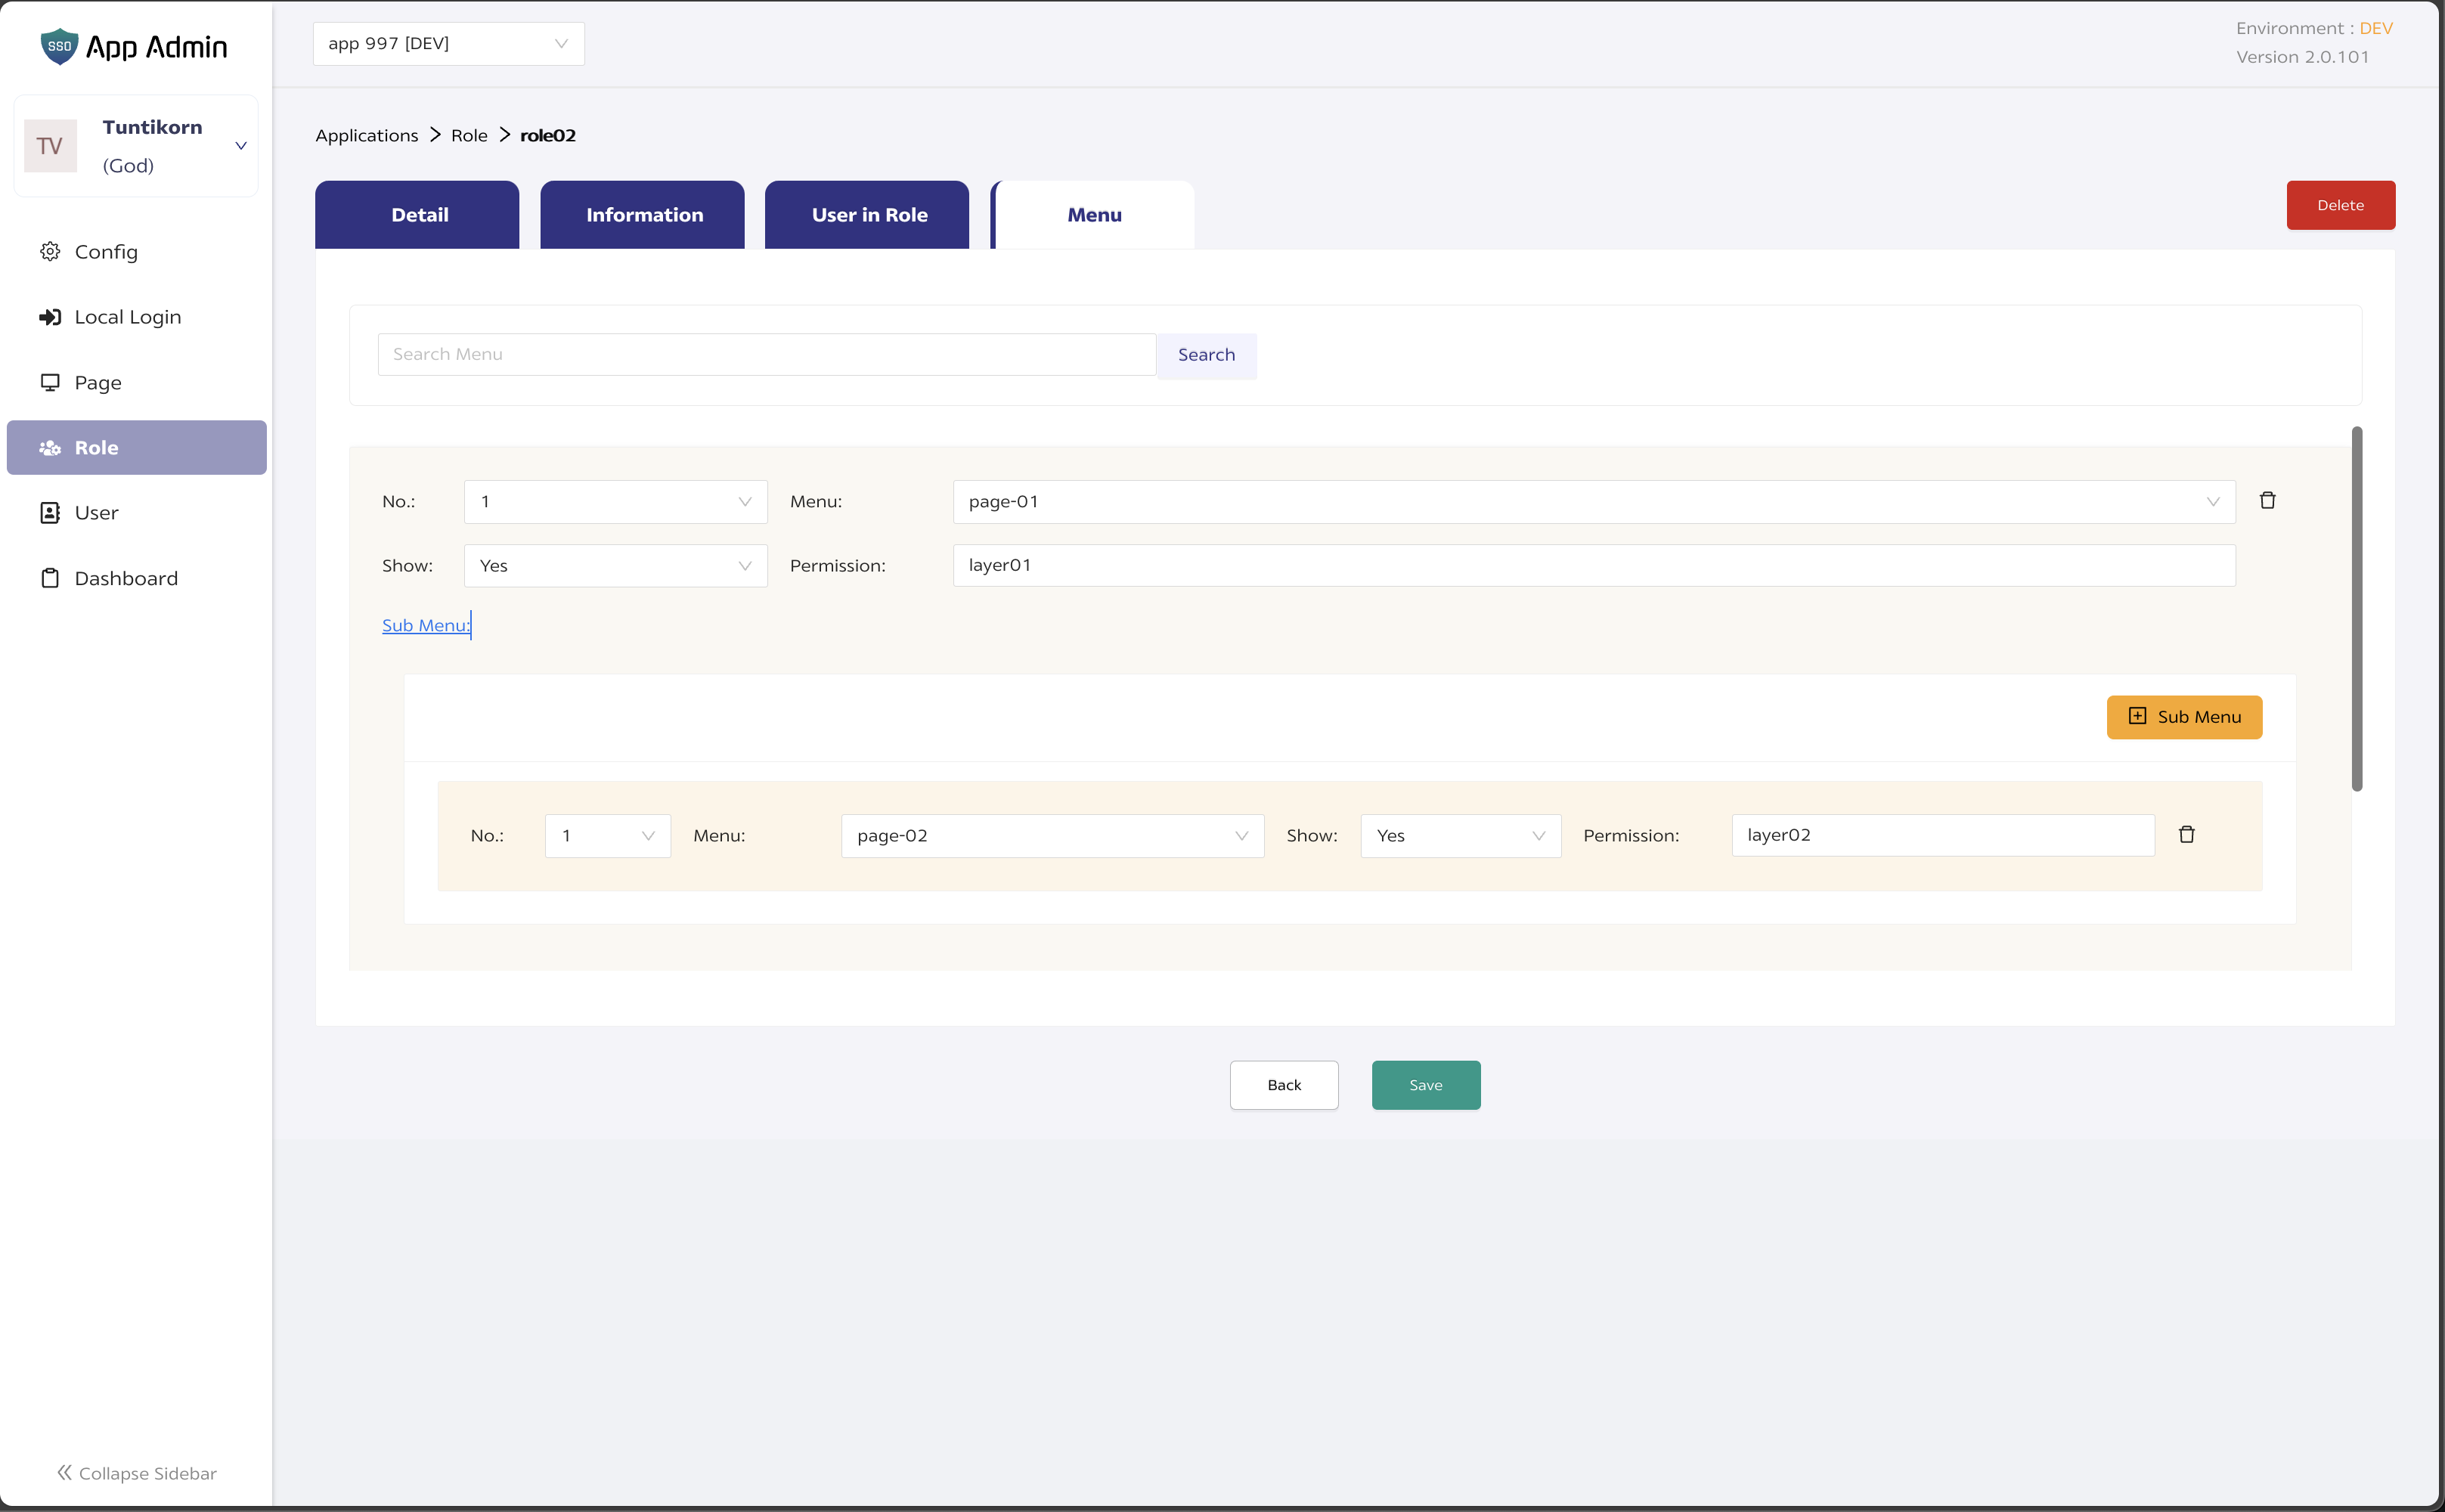 SSO App Admin
app 997 [DEV]
Environment : DEV
Version 2.0.101
TV
Tuntikorn
(God)
Config
Local Login
Page
Role
User
Dashboard
Collapse Sidebar
Applications > Role > role02
Detail
Information
User in Role
Menu
Delete
Search Menu
Search
No.: 1 Menu: page-01
Show: Yes Permission: layer01
Sub Menu:
Sub Menu
No.: 1 Menu: page-02 Show: Yes Permission: layer02
Back
Save